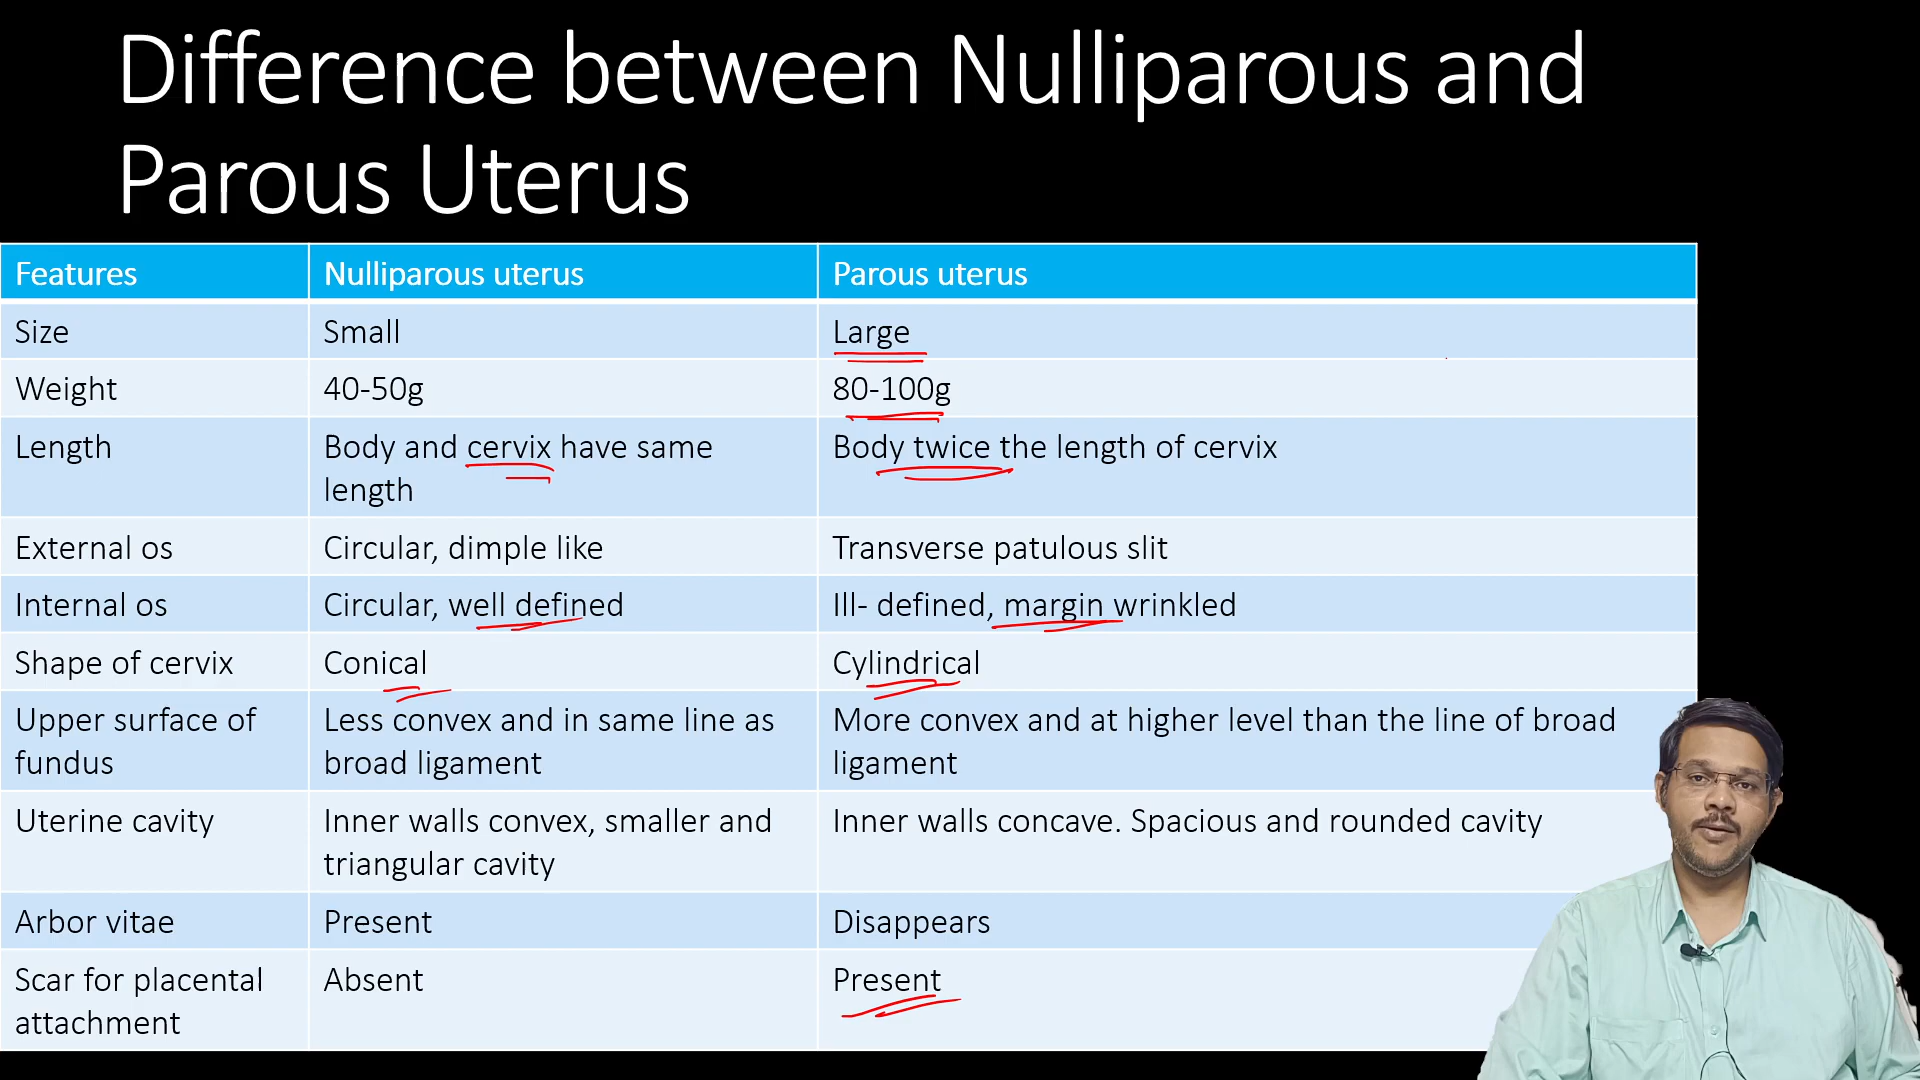 Difference between Nulliparous and
Parous Uterus
Features Nulliparous uterus Parous uterus
Size Small Large
Weight 40-50g 80-100g
Length Body and cervix have same Body twice the length of cervix
length
External os Circular, dimple like Transverse patulous slit
Internal os Circular, well defined Ill- defined, margin wrinkled
Shape of cervix Conical Cylindrical
Upper surface of Less convex and in same line as More convex and at higher level than the line of broad
fundus broad ligament ligament
Uterine cavity Inner walls convex, smaller and Inner walls concave. Spacious and rounded cavity
triangular cavity
Arbor vitae Present Disappears
Scar for placental Absent Present
attachment